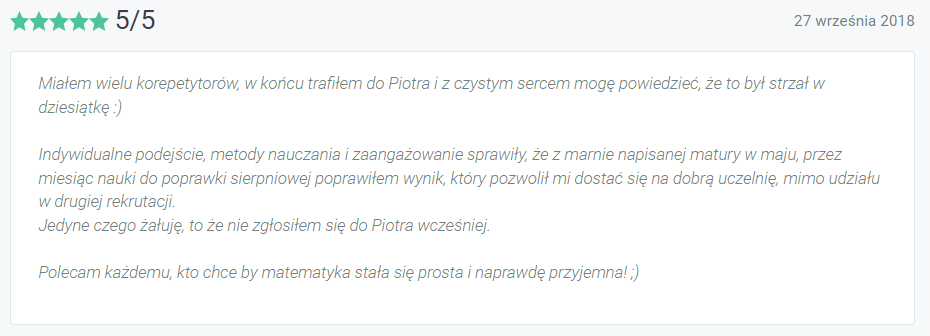 5/5
27 września 2018
Miałem wielu korepetytorów, w końcu trafiłem do Piotra i z czystym sercem mogę powiedzieć, że to był strzał w
dziesiątkę :)
Indywidualne podejście, metody nauczania i zaangażowanie sprawiły, że z marnie napisanej matury w maju, przez
miesiąc nauki do poprawki sierpniowej poprawiłem wynik, który pozwolił mi dostać się na dobrą uczelnię, mimo udziału
w drugiej rekrutacji.
Jedyne czego żałuję, to że nie zgłosiłem się do Piotra wcześniej.
Polecam każdemu, kto chce by matematyka stała się prosta i naprawdę przyjemna! ;)